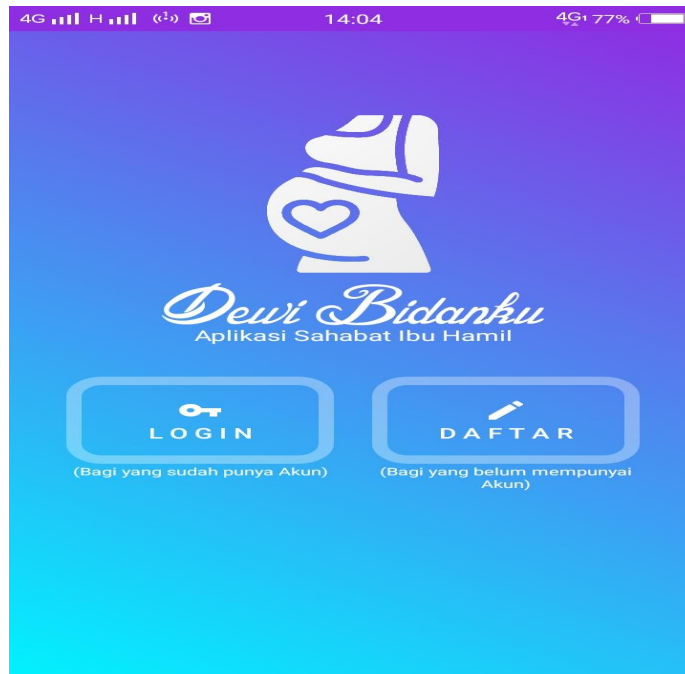 4G H 14:04 4G1 77%
Dewi Bidanku
Aplikasi Sahabat Ibu Hamil
LOGIN DAFTAR
(Bagi yang sudah punya Akun) (Bagi yang belum mempunyai
Akun)